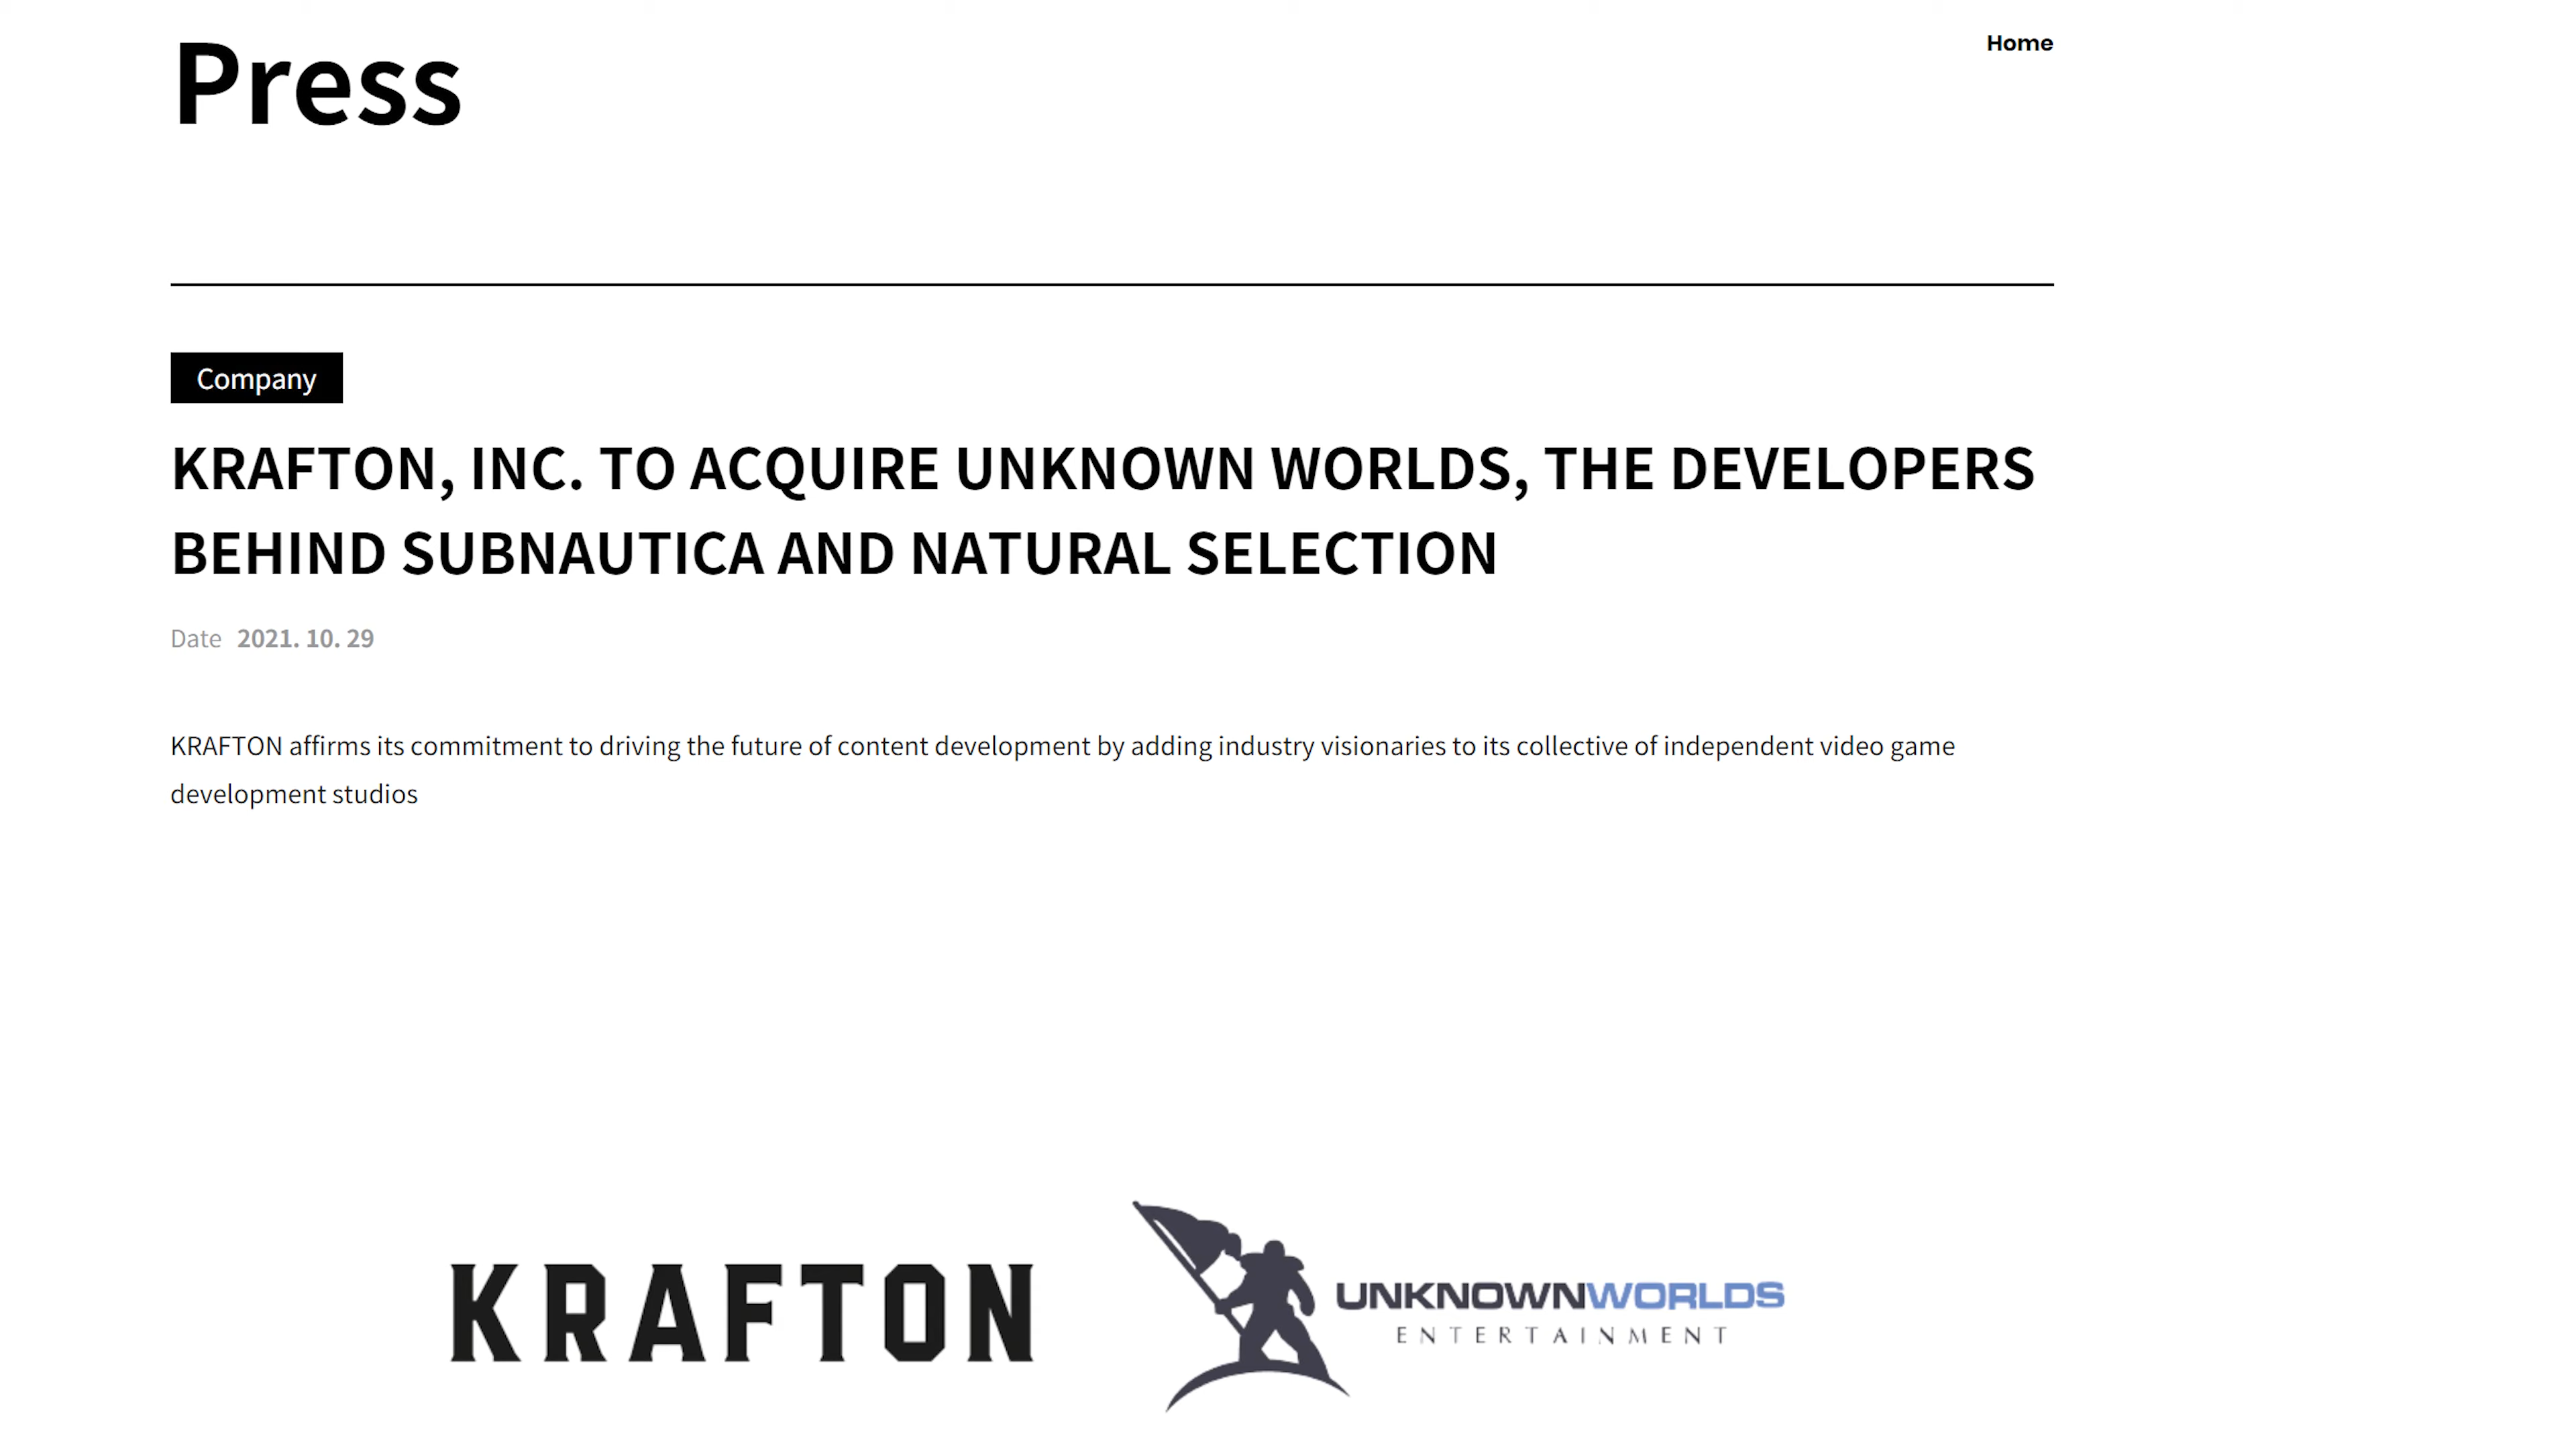 Press
Home
Company
KRAFTON, INC. TO ACQUIRE UNKNOWN WORLDS, THE DEVELOPERS
BEHIND SUBNAUTICA AND NATURAL SELECTION
Date 2021. 10. 29
KRAFTON affirms its commitment to driving the future of content development by adding industry visionaries to its collective of independent video game
development studios
KRAFTON
UNKNOWNWORLDS
ENTERTAINMENT